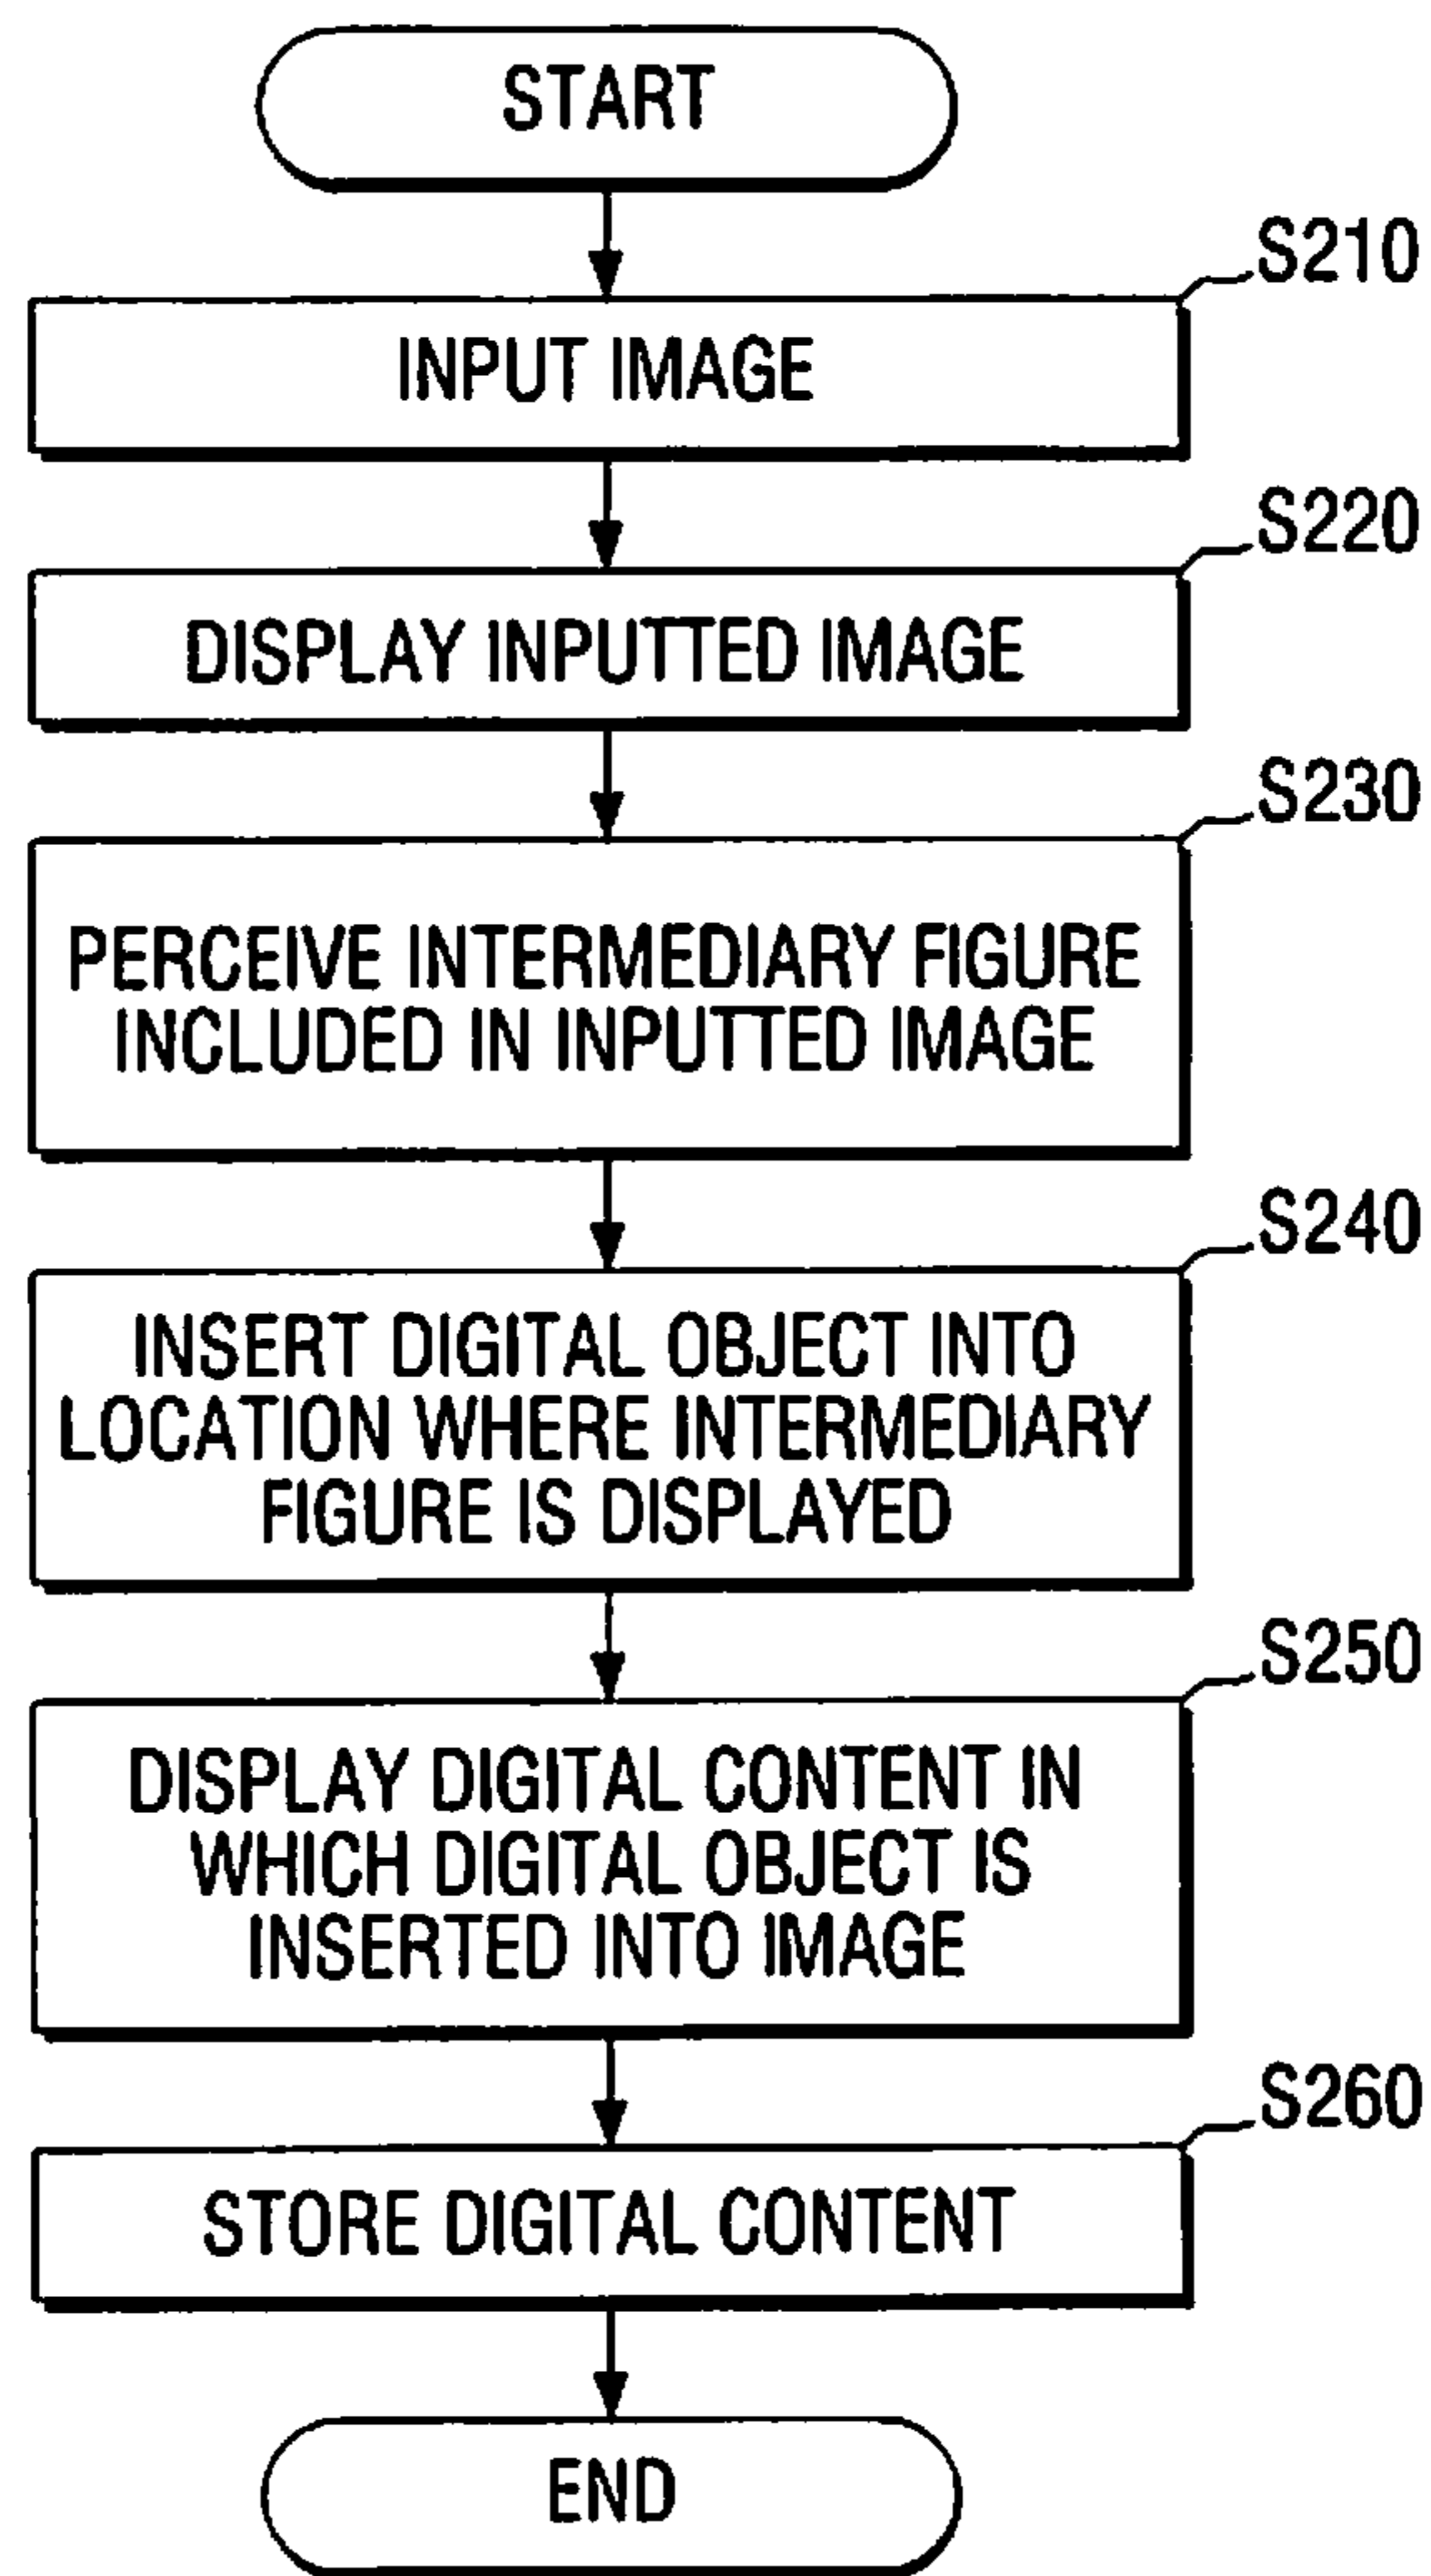 START
S210
INPUT IMAGE
S220
DISPLAY INPUTTED IMAGE
S230
PERCEIVE INTERMEDIARY FIGURE
INCLUDED IN INPUTTED IMAGE
S240
INSERT DIGITAL OBJECT INTO
LOCATION WHERE INTERMEDIARY
FIGURE IS DISPLAYED
S250
DISPLAY DIGITAL CONTENT IN
WHICH DIGITAL OBJECT IS
INSERTED INTO IMAGE
S260
STORE DIGITAL CONTENT
END